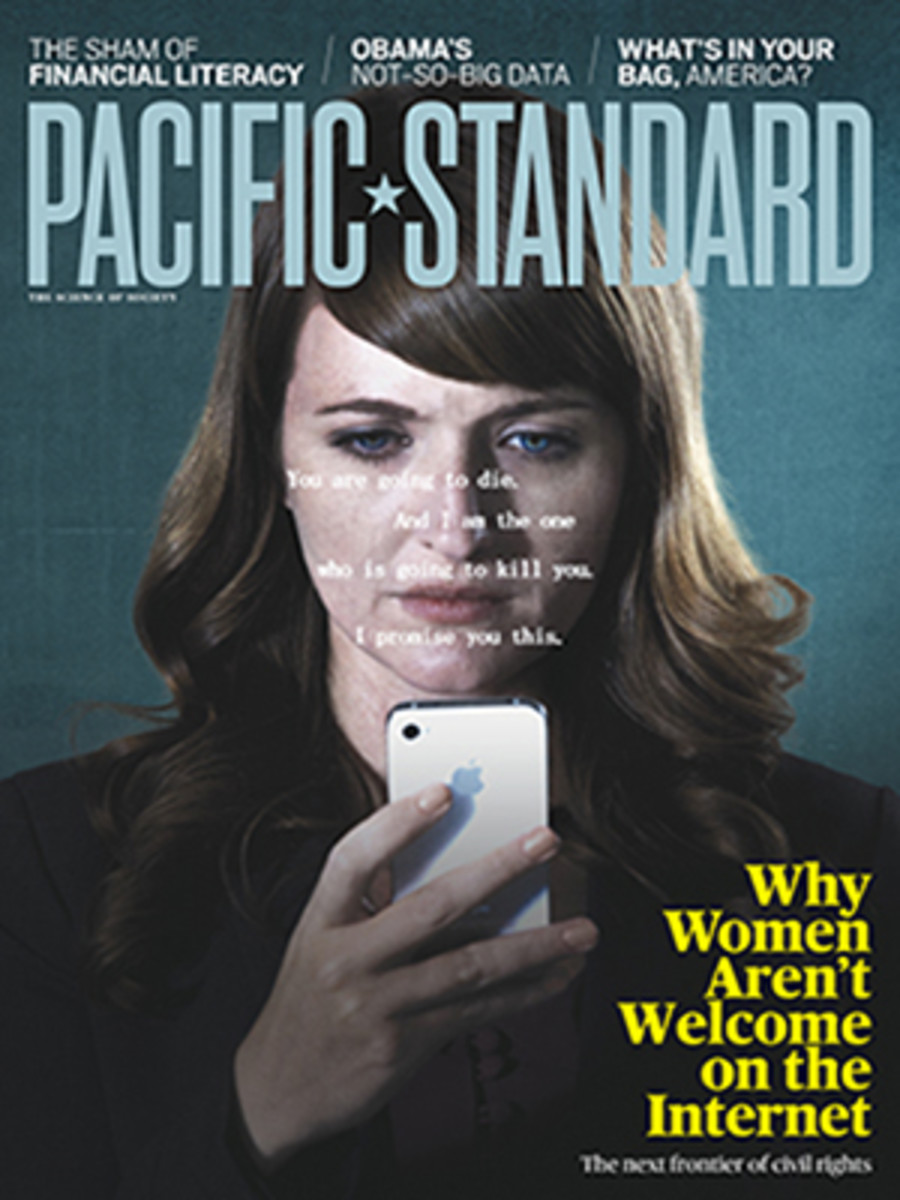 THE SHAM OF
FINANCIAL LITERACY
OBAMA'S
NOT-SO-BIG DATA
WHAT'S IN YOUR
BAG, AMERICA?
PACIFIC★STANDARD
THE SCIENCE OF SOCIETY
You are going to die.
And I am the one
who is going to kill you.
I promise you this.
Why
Women
Aren't
Welcome
on the
Internet
The next frontier of civil rights